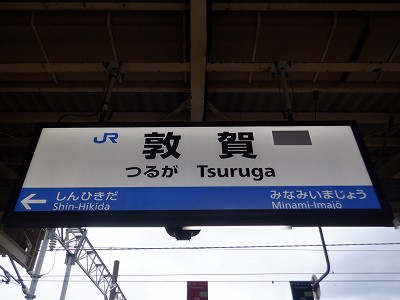 JR
敦賀
つるが Tsuruga
しんひきだ
Shin-Hikida
みなみいまじょう
Minami-Imajō